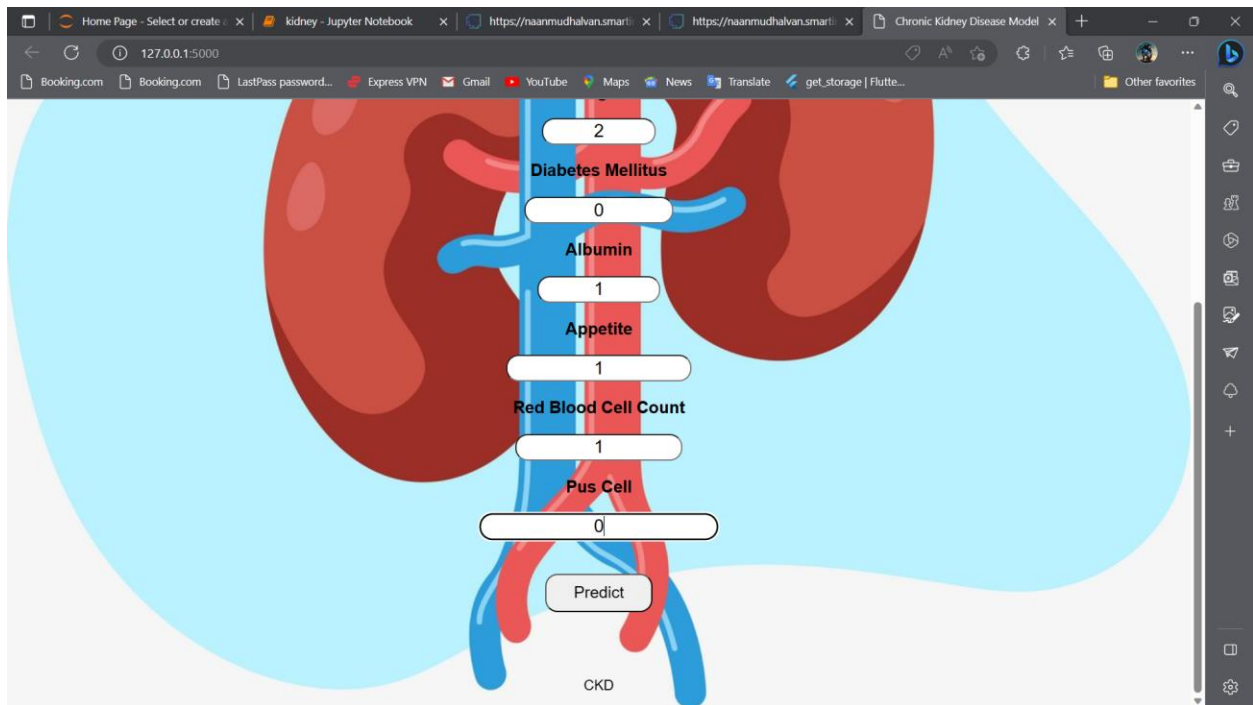 Home Page - Select or create a
kidney - Jupyter Notebook
https://naanmudhalvan.smarti
https://naanmudhalvan.smarti
Chronic Kidney Disease Model
127.0.0.1:5000
Booking.com
Booking.com
LastPass password...
Express VPN
Gmail
YouTube
Maps
News
Translate
get_storage | Flutte...
Other favorites
2
Diabetes Mellitus
0
Albumin
1
Appetite
1
Red Blood Cell Count
1
Pus Cell
0
Predict
CKD